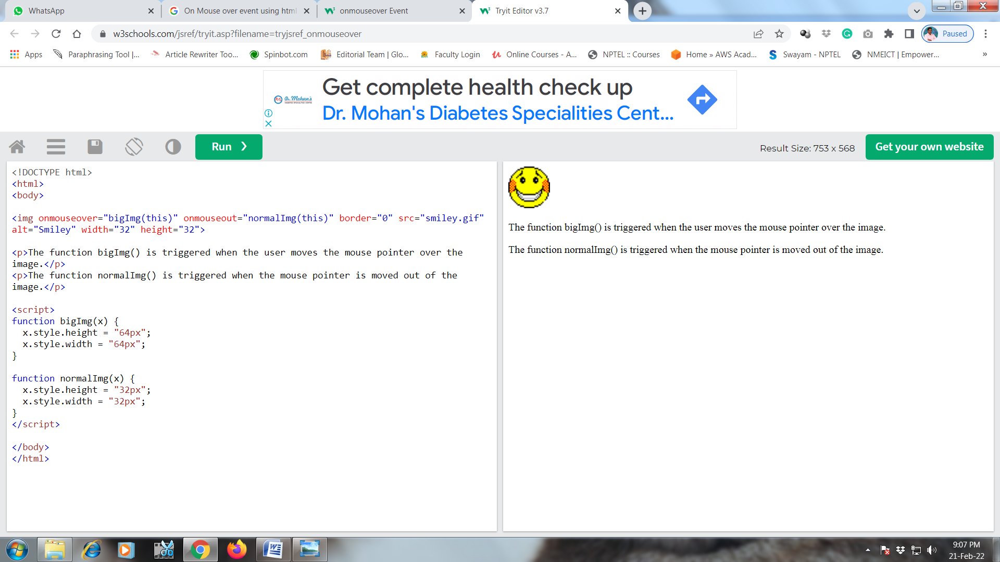 WhatsApp
On Mouse over event using html
onmouseover Event
Tryit Editor v3.7
w3schools.com/jsref/tryit.asp?filename=tryjsref_onmouseover
Paused
Apps
Paraphrasing Tool |...
Article Rewriter Too...
Spinbot.com
Editorial Team | Glo...
Faculty Login
Online Courses - A...
NPTEL :: Courses
Home » AWS Acad...
Swayam - NPTEL
NMEICT | Empower...
»
Get complete health check up
Dr. Mohan's
Dr. Mohan's Diabetes Specialities Cent...
Run ❯
Result Size: 753 x 568
Get your own website
<!DOCTYPE html>
<html>
<body>
<img onmouseover="bigImg(this)" onmouseout="normalImg(this)" border="0" src="smiley.gif"
alt="Smiley" width="32" height="32">
<p>The function bigImg() is triggered when the user moves the mouse pointer over the
image.</p>
<p>The function normalImg() is triggered when the mouse pointer is moved out of the
image.</p>
<script>
function bigImg(x) {
x.style.height = "64px";
x.style.width = "64px";
}
function normalImg(x) {
x.style.height = "32px";
x.style.width = "32px";
}
</script>
</body>
</html>
The function bigImg() is triggered when the user moves the mouse pointer over the image.
The function normalImg() is triggered when the mouse pointer is moved out of the image.
9:07 PM
21-Feb-22